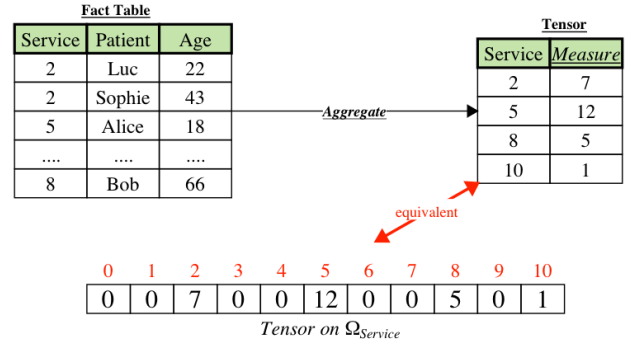 Fact Table
Service Patient Age
2 Luc 22
2 Sophie 43
5 Alice 18
.... .... ....
8 Bob 66
Aggregate
Tensor
Service Measure
2 7
5 12
8 5
10 1
equivalent
0 1 2 3 4 5 6 7 8 9 10
0 0 7 0 0 12 0 0 5 0 1
Tensor on Ω_Service